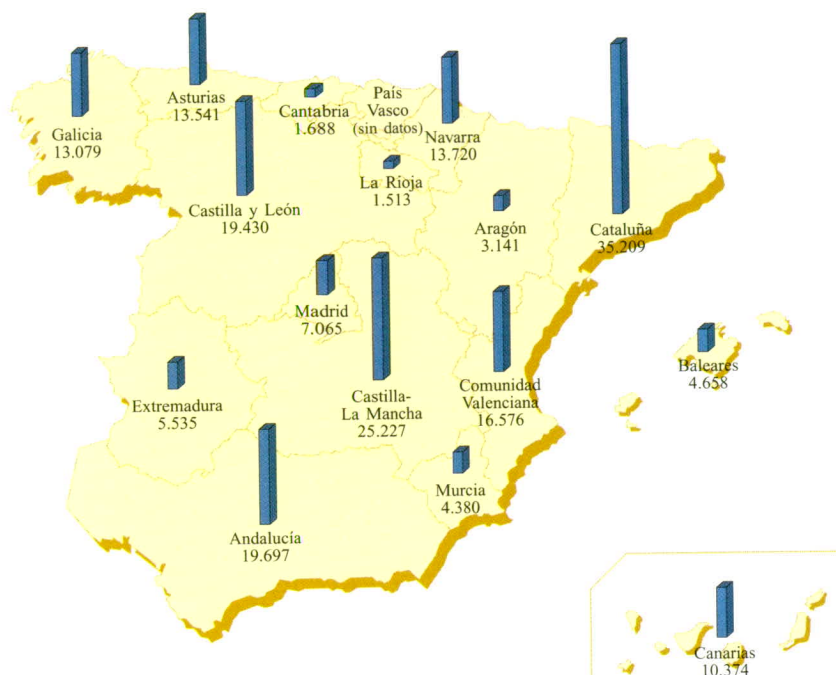 Galicia
13.079
Asturias
13.541
Cantabria
1.688
País
Vasco
(sin datos)
Navarra
13.720
Castilla y León
19.430
La Rioja
1.513
Aragón
3.141
Cataluña
35.209
Madrid
7.065
Extremadura
5.535
Castilla-
La Mancha
25.227
Comunidad
Valenciana
16.576
Baleares
4.658
Andalucía
19.697
Murcia
4.380
Canarias
10.374